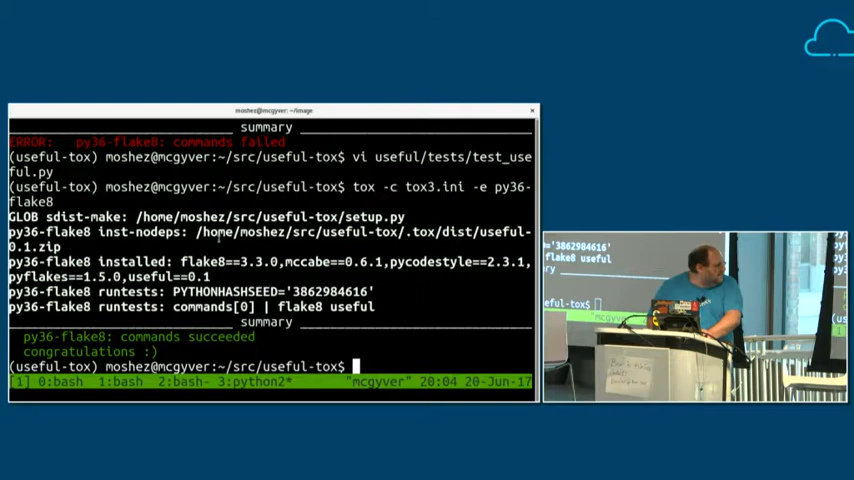 moshez@mcgyver: ~/image
summary
ERROR:   py36-flake8: commands failed
(useful-tox) moshez@mcgyver:~/src/useful-tox$ vi useful/tests/test_use
ful.py
(useful-tox) moshez@mcgyver:~/src/useful-tox$ tox -c tox3.ini -e py36-
flake8
GLOB sdist-make: /home/moshez/src/useful-tox/setup.py
py36-flake8 inst-nodeps: /home/moshez/src/useful-tox/.tox/dist/useful-
0.1.zip
py36-flake8 installed: flake8==3.3.0,mccabe==0.6.1,pycodestyle==2.3.1,
pyflakes==1.5.0,useful==0.1
py36-flake8 runtests: PYTHONHASHSEED='3862984616'
py36-flake8 runtests: commands[0] | flake8 useful
summary
py36-flake8: commands succeeded
congratulations :)
(useful-tox) moshez@mcgyver:~/src/useful-tox$
[1] 0:bash  1:bash  2:bash- 3:python2*  "mcgyver" 20:04 20-Jun-17
='3862984616'
ake8 useful
"mcgyver"